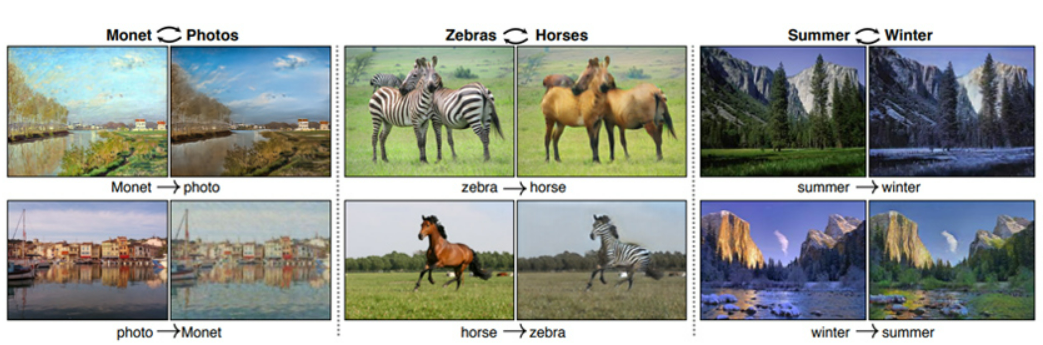 Monet Photos
Zebras Horses
Summer Winter
Monet → photo
zebra → horse
summer → winter
photo → Monet
horse → zebra
winter → summer